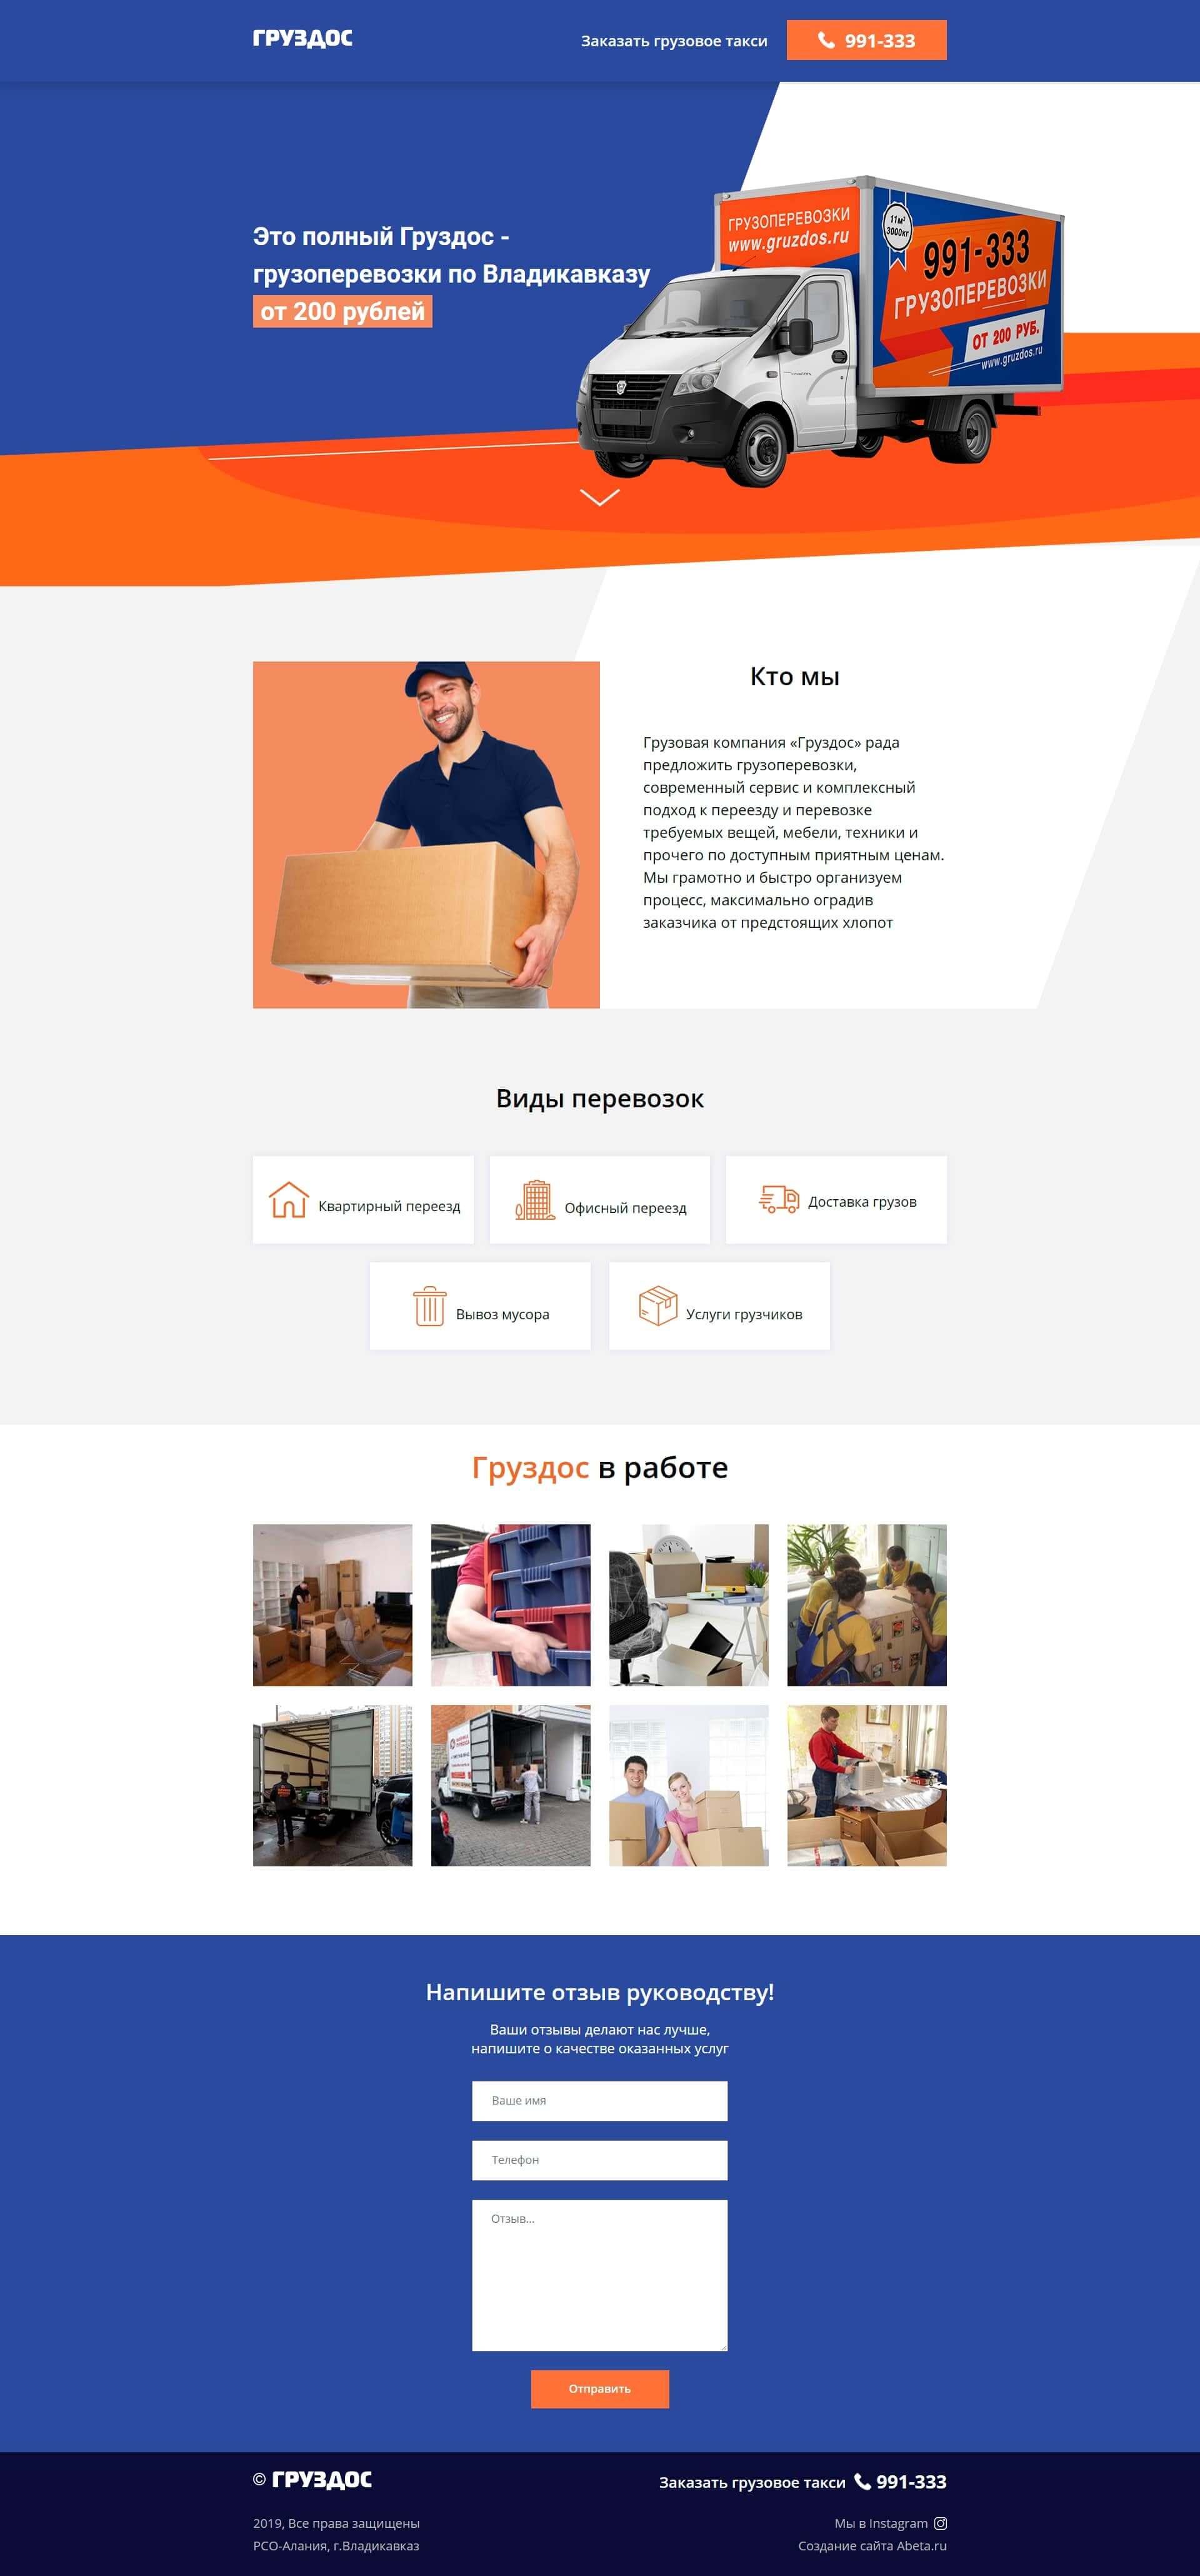 ГРУЗДОС
Заказать грузовое такси
991-333
Это полный Груздос -
грузоперевозки по Владикавказу
от 200 рублей
ГРУЗОПЕРЕВОЗКИ
www.gruzdos.ru
11м²
3000кг
991-333
ГРУЗОПЕРЕВОЗКИ
ОТ 200 РУБ.
www.gruzdos.ru
Кто мы
Грузовая компания «Груздос» рада
предложить грузоперевозки,
современный сервис и комплексный
подход к переезду и перевозке
требуемых вещей, мебели, техники и
прочего по доступным приятным ценам.
Мы грамотно и быстро организуем
процесс, максимально оградив
заказчика от предстоящих хлопот
Виды перевозок
Квартирный переезд
Офисный переезд
Доставка грузов
Вывоз мусора
Услуги грузчиков
Груздос в работе
Напишите отзыв руководству!
Ваши отзывы делают нас лучше,
напишите о качестве оказанных услуг
Ваше имя
Телефон
Отзыв...
Отправить
© ГРУЗДОС
Заказать грузовое такси 991-333
2019, Все права защищены
Мы в Instagram
РСО-Алания, г.Владикавказ
Создание сайта Abeta.ru